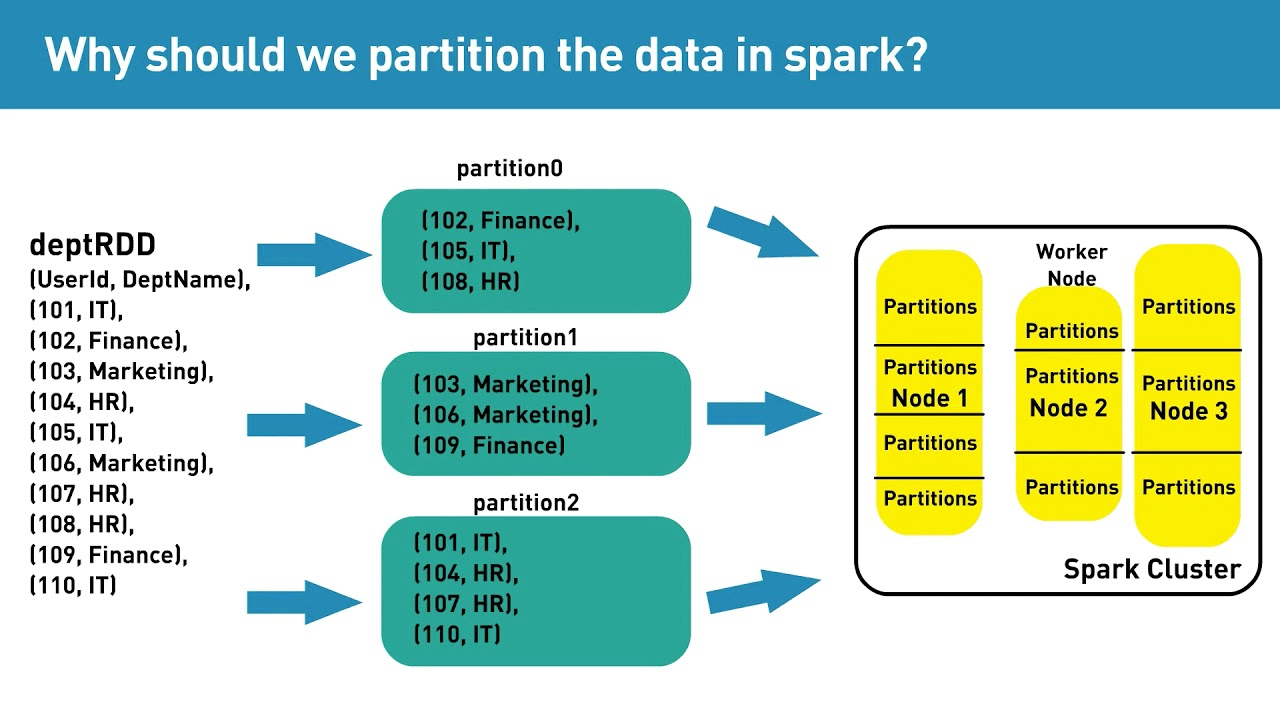 Why should we partition the data in spark?
deptRDD
(UserId, DeptName),
(101, IT),
(102, Finance),
(103, Marketing),
(104, HR),
(105, IT),
(106, Marketing),
(107, HR),
(108, HR),
(109, Finance),
(110, IT)
partition0
(102, Finance),
(105, IT),
(108, HR)
partition1
(103, Marketing),
(106, Marketing),
(109, Finance)
partition2
(101, IT),
(104, HR),
(107, HR),
(110, IT)
Partitions
Partitions
Node 1
Partitions
Partitions
Worker
Node
Partitions
Partitions
Node 2
Partitions
Partitions
Partitions
Node 3
Partitions
Spark Cluster